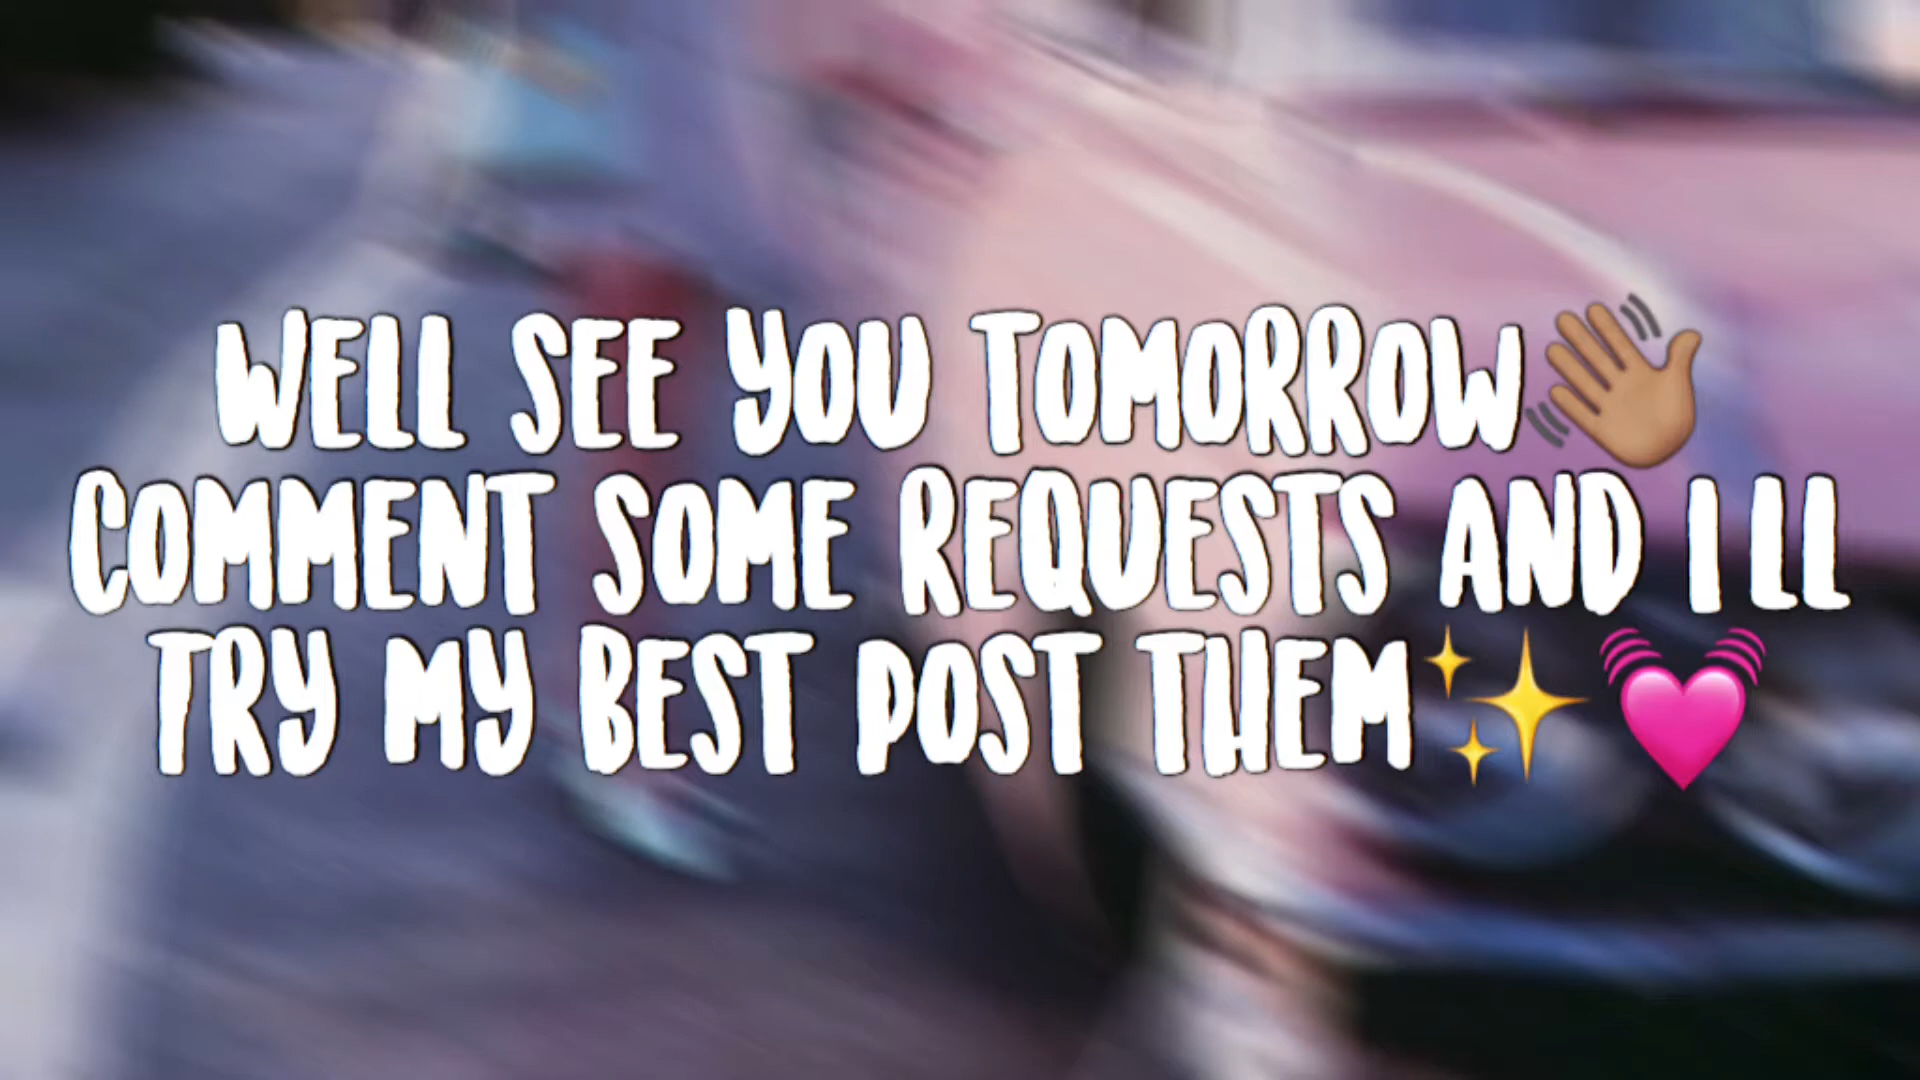 WELL SEE YOU TOMORROW👋🏽
COMMENT SOME REQUESTS AND I LL
TRY MY BEST POST THEM✨💓